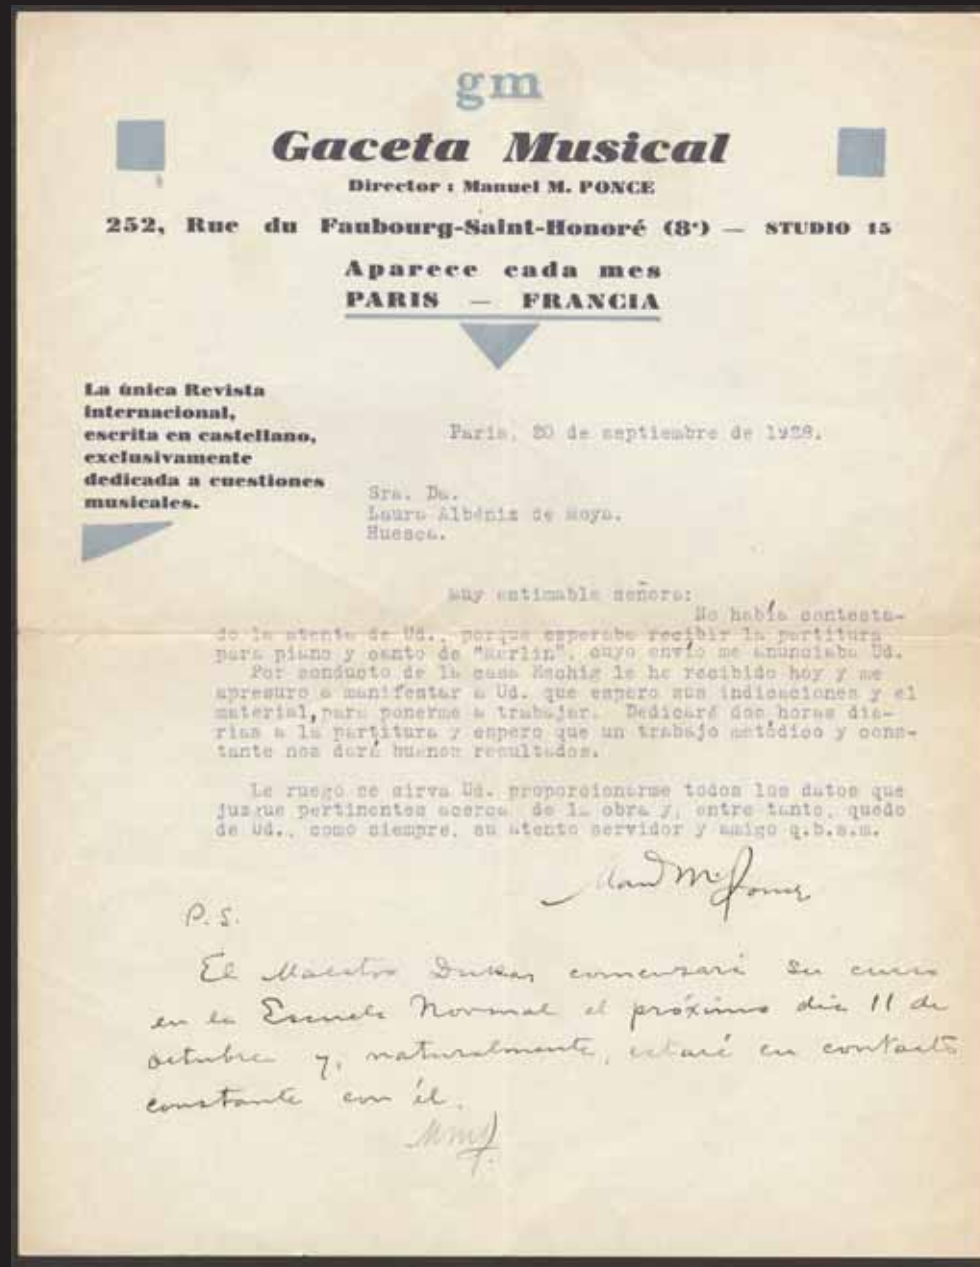 gm
Gaceta Musical
Director : Manuel M. PONCE
252, Rue du Faubourg-Saint-Honoré (8ᵉ) — STUDIO 15
Aparece cada mes
PARIS — FRANCIA
La única Revista
internacional,
escrita en castellano,
exclusivamente
dedicada a cuestiones
musicales.
Paris, 20 de septiembre de 1928.
Sra. Da.
Laura Albéniz de Moya.
Huesca.
Muy estimable señora:
No había contesta-
do la atenta de Ud., porque esperaba recibir la partitura
para piano y canto de "Merlin", cuyo envío me anunciaba Ud.
Por conducto de la casa Eschig le he recibido hoy y me
apresuro a manifestar a Ud. que espero sus indicaciones y el
material, para ponerme a trabajar. Dedicaré dos horas dia-
rias a la partitura y espero que un trabajo metódico y cons-
tante nos dará buenos resultados.
Le ruego se sirva Ud. proporcionarme todos los datos que
juzgue pertinentes acerca de la obra y, entre tanto, quedo
de Ud., como siempre, su atento servidor y amigo q.b.s.m.
Manuel M. Ponce
P.S.
El Maestro Dukas comenzará su curso
en la Escuela Normal el próximo día 11 de
octubre y, naturalmente, estaré en contacto
constante con él.
MMP.